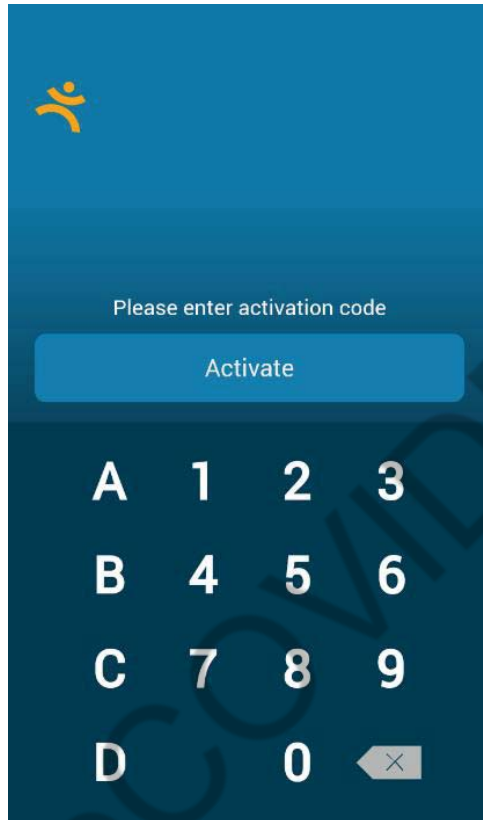 Please enter activation code
Activate
A 1 2 3
B 4 5 6
C 7 8 9
D 0